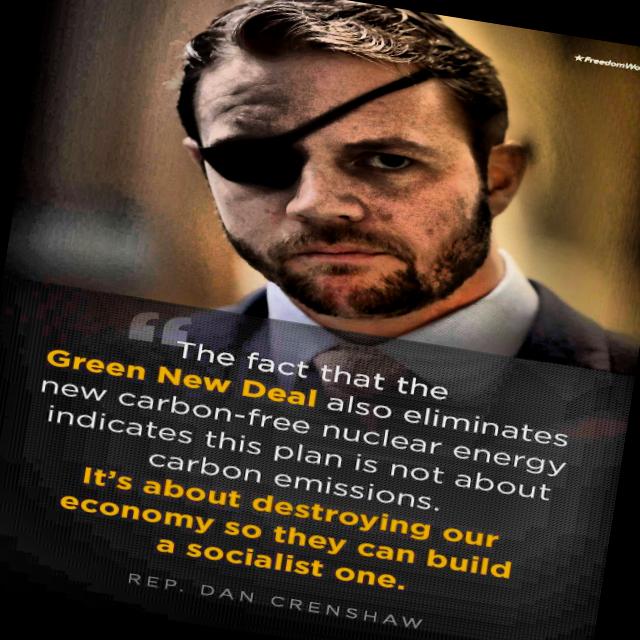 ★FreedomWo
“The fact that the
Green New Deal also eliminates
new carbon-free nuclear energy
indicates this plan is not about
carbon emissions.
It's about destroying our
economy so they can build
a socialist one.
REP. DAN CRENSHAW